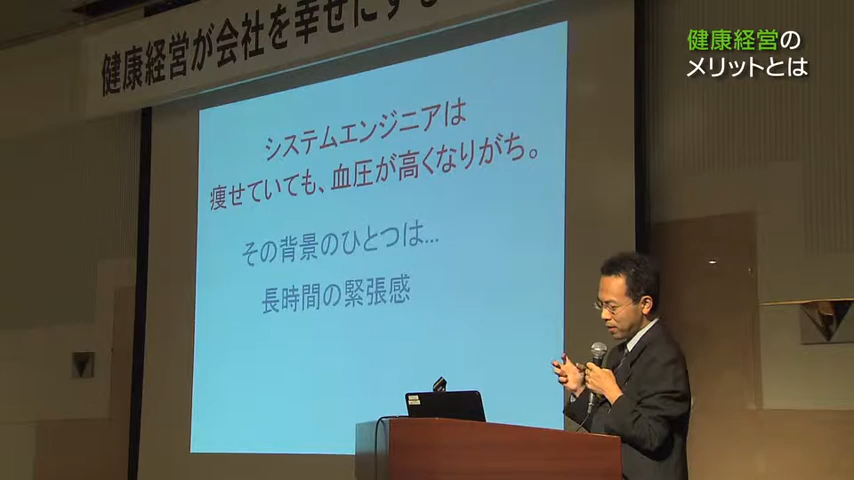 健康経営が会社を幸せにする
健康経営の
メリットとは
システムエンジニアは
痩せていても、血圧が高くなりがち。
その背景のひとつは...
長時間の緊張感